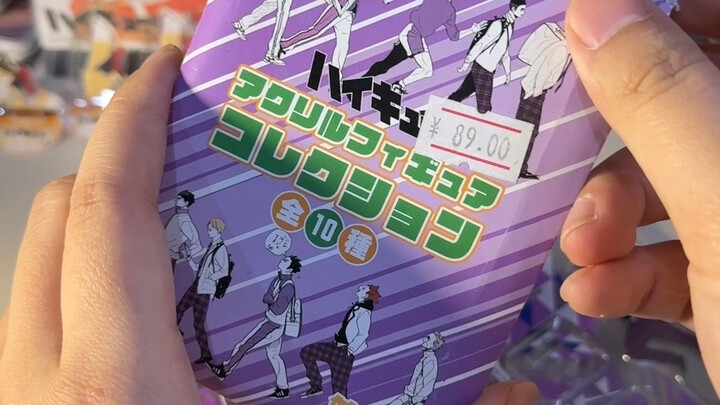 ハイキュ
¥ 89.00
アクリルフィギュア
コレクション
全10種